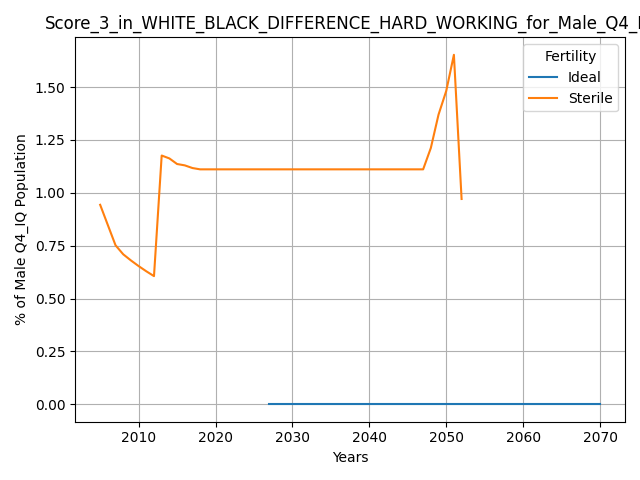 Score_3_in_WHITE_BLACK_DIFFERENCE_HARD_WORKING_for_Male_Q4_I
Fertility
Ideal
Sterile
% of Male Q4_IQ Population
1.50
1.25
1.00
0.75
0.50
0.25
0.00
2010 2020 2030 2040 2050 2060 2070
Years